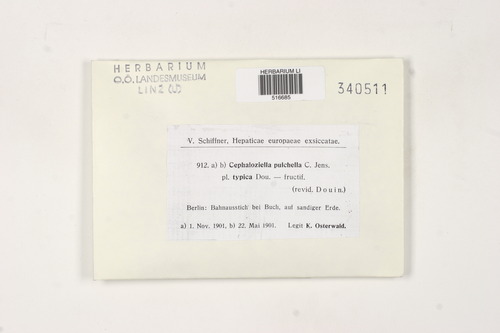 HERBARIUM
O.Ö. LANDESMUSEUM
LINZ
HERBARIUM LI
516685
340511
V. Schiffner, Hepaticae europaeae exsiccatae.
912. a) b) Cephaloziella pulchella C. Jens.
pl. typica Dou. — fructif.
(revid. Douin.)
Berlin: Bahnausstich bei Buch, auf sandiger Erde.
a) 1. Nov. 1901, b) 22. Mai 1901. Legit K. Osterwald.